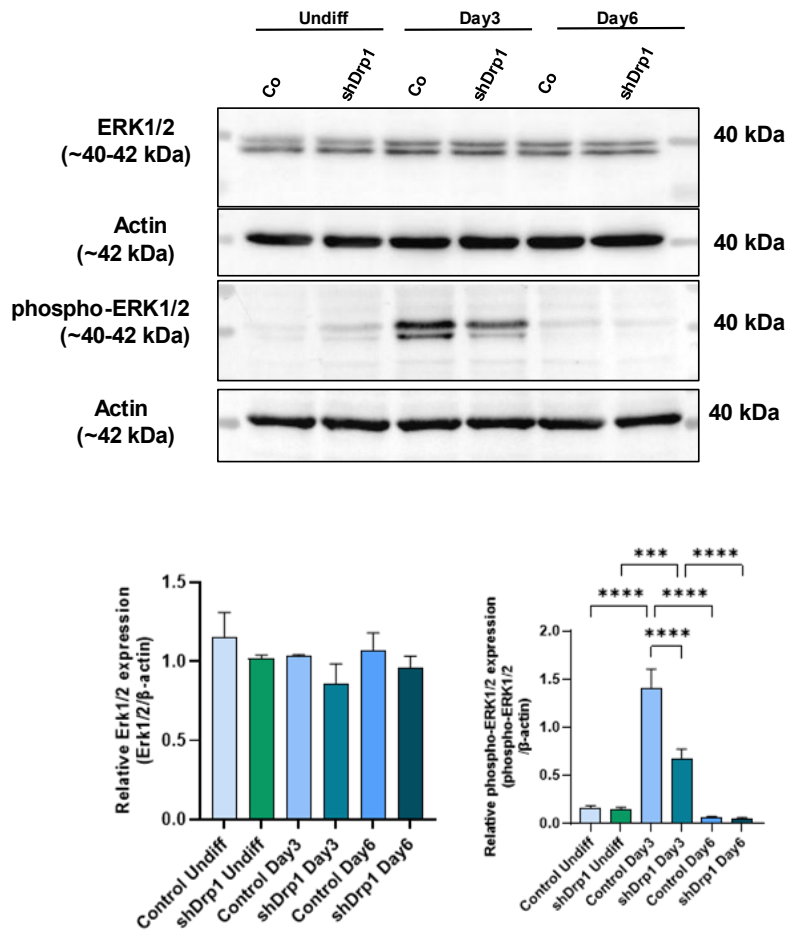 Undiff Day3 Day6
Co shDrp1 Co shDrp1 Co shDrp1
ERK1/2
(~40-42 kDa)
40 kDa
Actin
(~42 kDa)
40 kDa
phospho-ERK1/2
(~40-42 kDa)
40 kDa
Actin
(~42 kDa)
40 kDa
Relative Erk1/2 expression
(Erk1/2/β-actin)
1.5
1.0
0.5
0.0
Control Undiff
shDrp1 Undiff
Control Day3
shDrp1 Day3
Control Day6
shDrp1 Day6
*** ****
**** ****
****
Relative phospho-ERK1/2 expression
(phospho-ERK1/2
/β-actin)
2.0
1.5
1.0
0.5
0.0
Control Undiff
shDrp1 Undiff
Control Day3
shDrp1 Day3
Control Day6
shDrp1 Day6